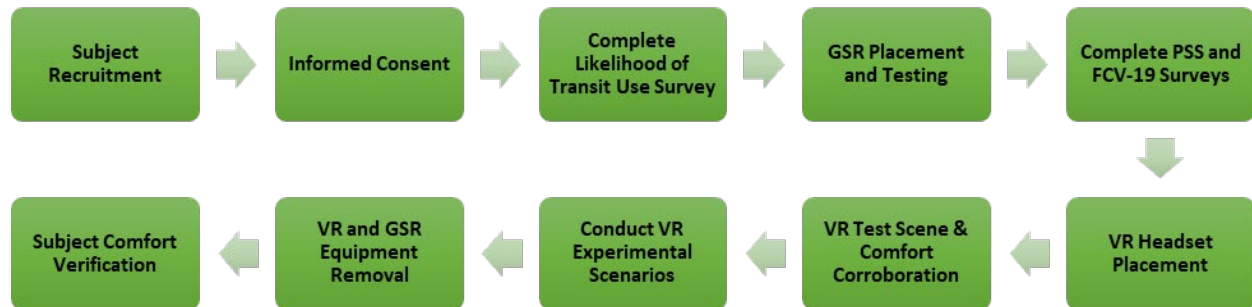 Subject
Recruitment
Informed Consent
Complete
Likelihood of
Transit Use Survey
GSR Placement
and Testing
Complete PSS and
FCV-19 Surveys
VR Headset
Placement
VR Test Scene &
Comfort
Corroboration
Conduct VR
Experimental
Scenarios
VR and GSR
Equipment
Removal
Subject Comfort
Verification